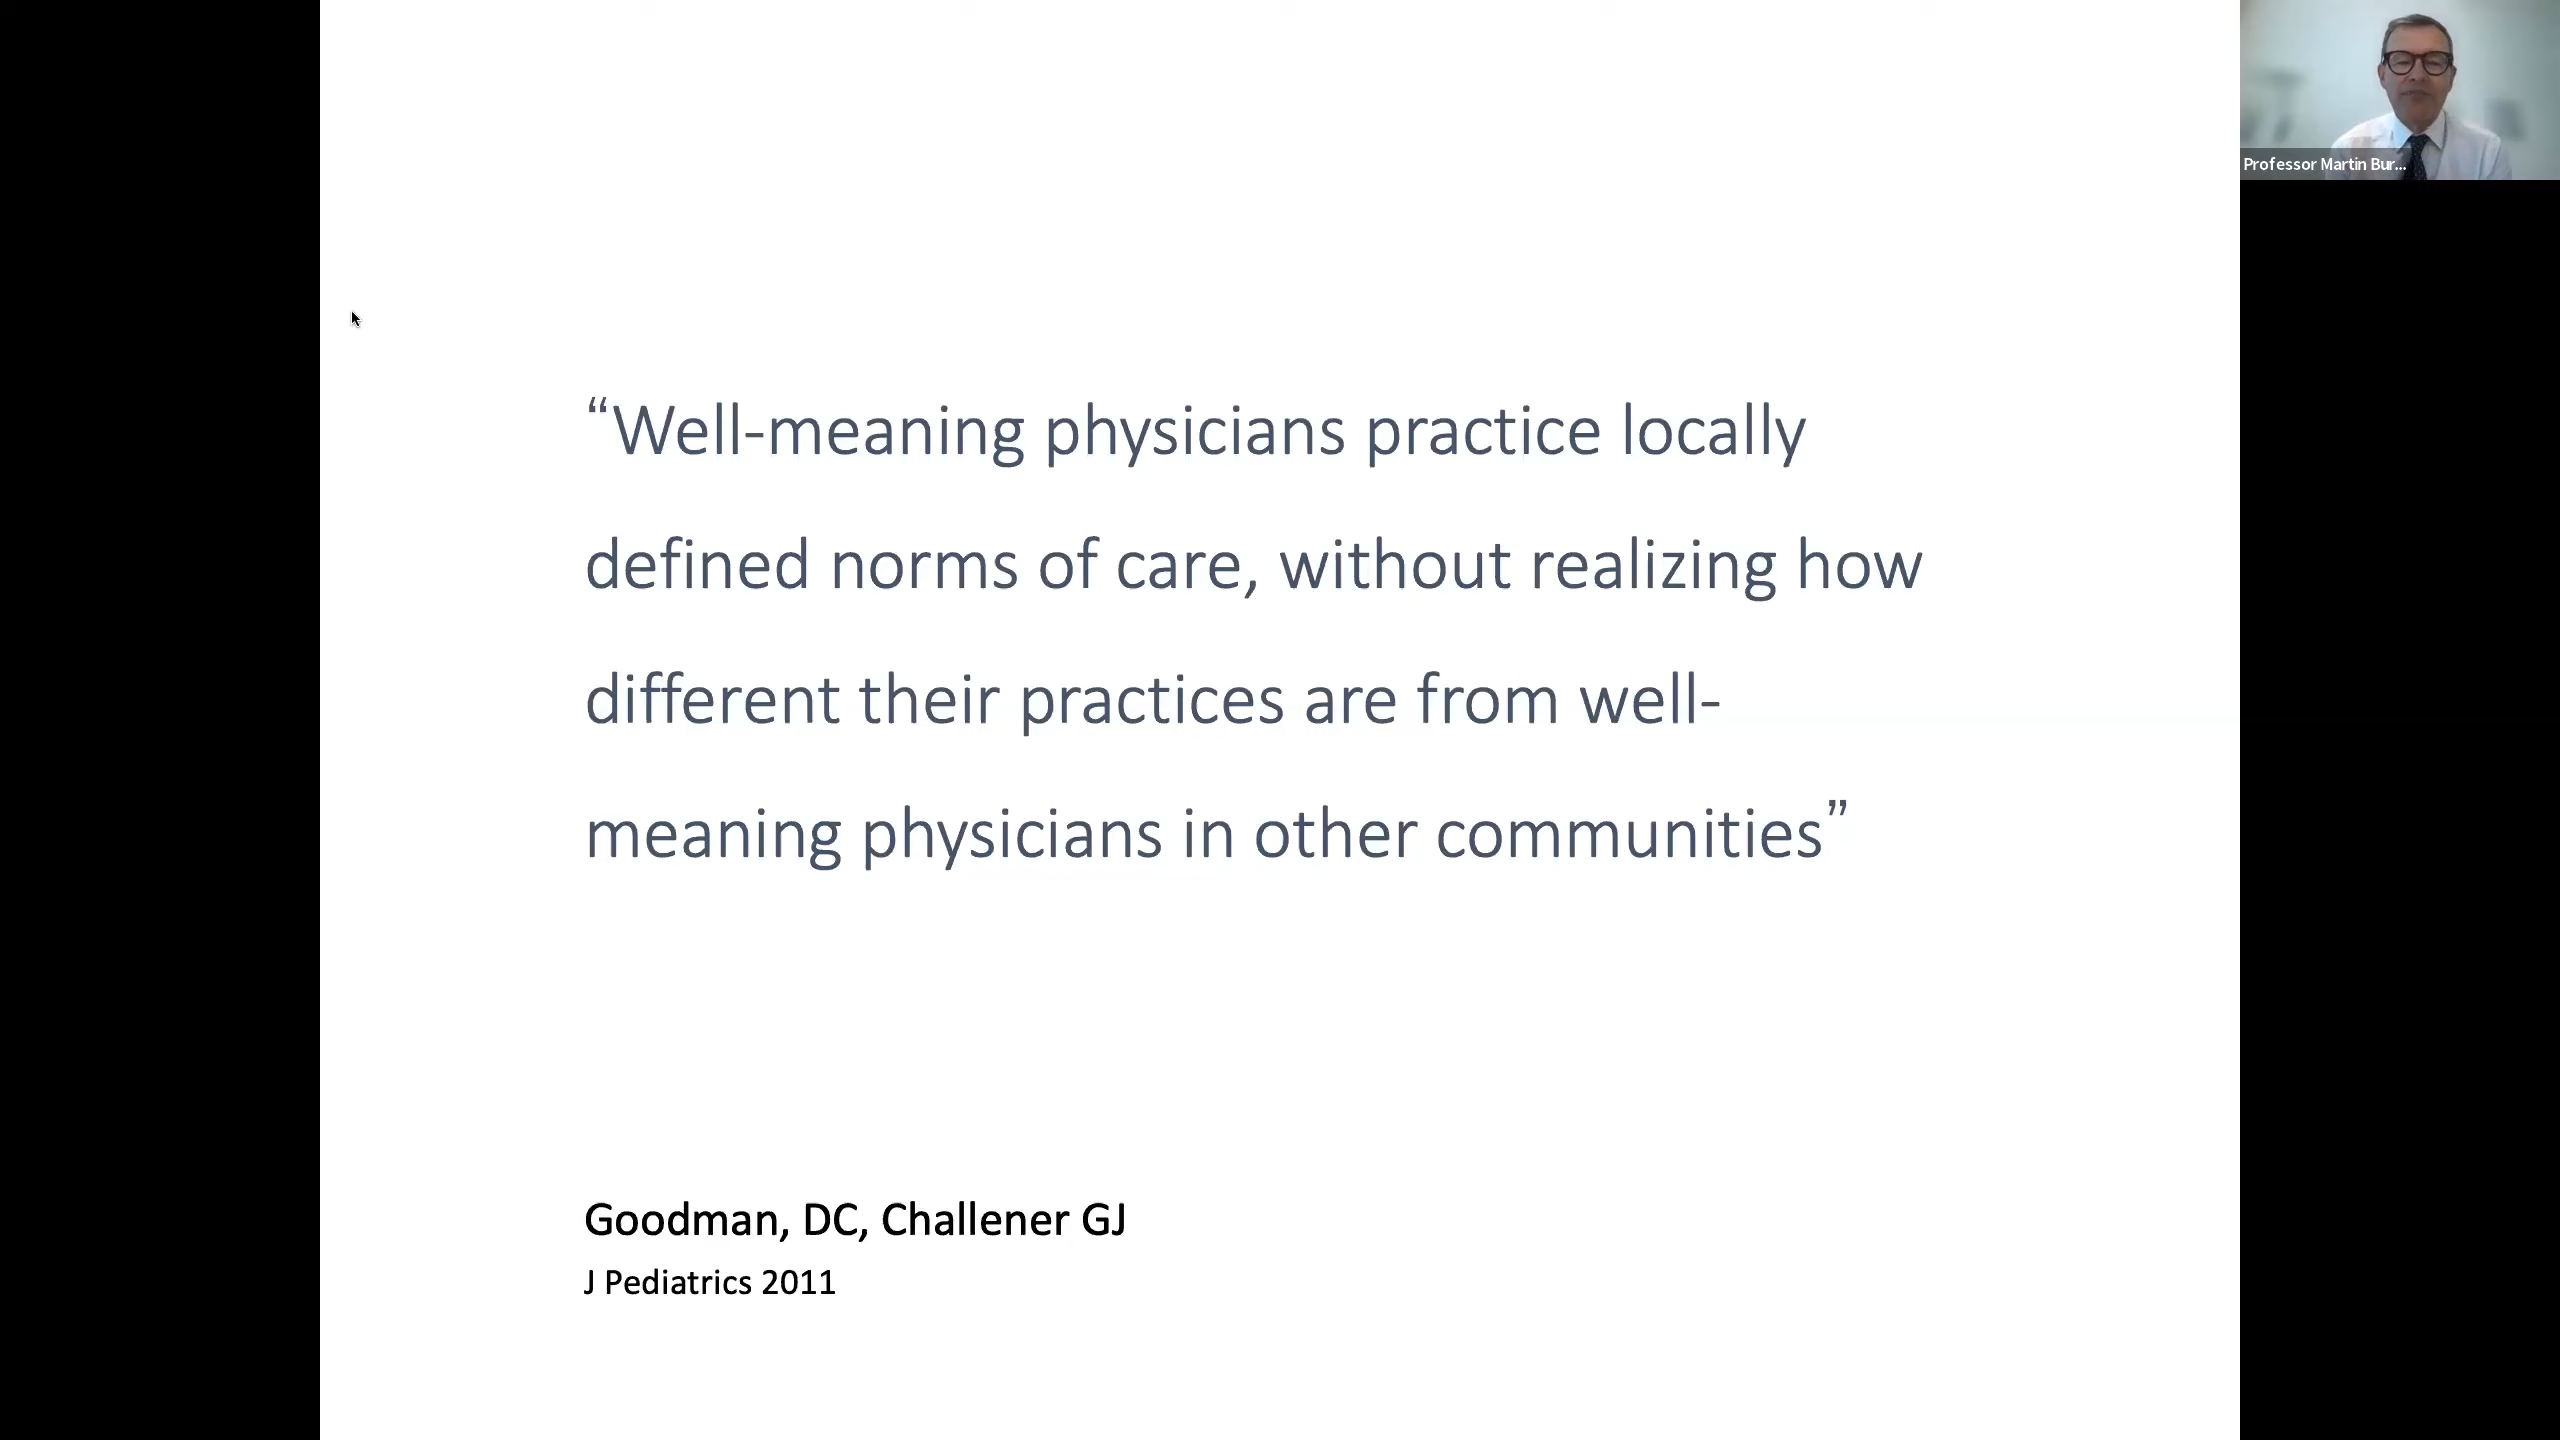 Professor Martin Bur...
“Well-meaning physicians practice locally
defined norms of care, without realizing how
different their practices are from well-
meaning physicians in other communities”
Goodman, DC, Challener GJ
J Pediatrics 2011